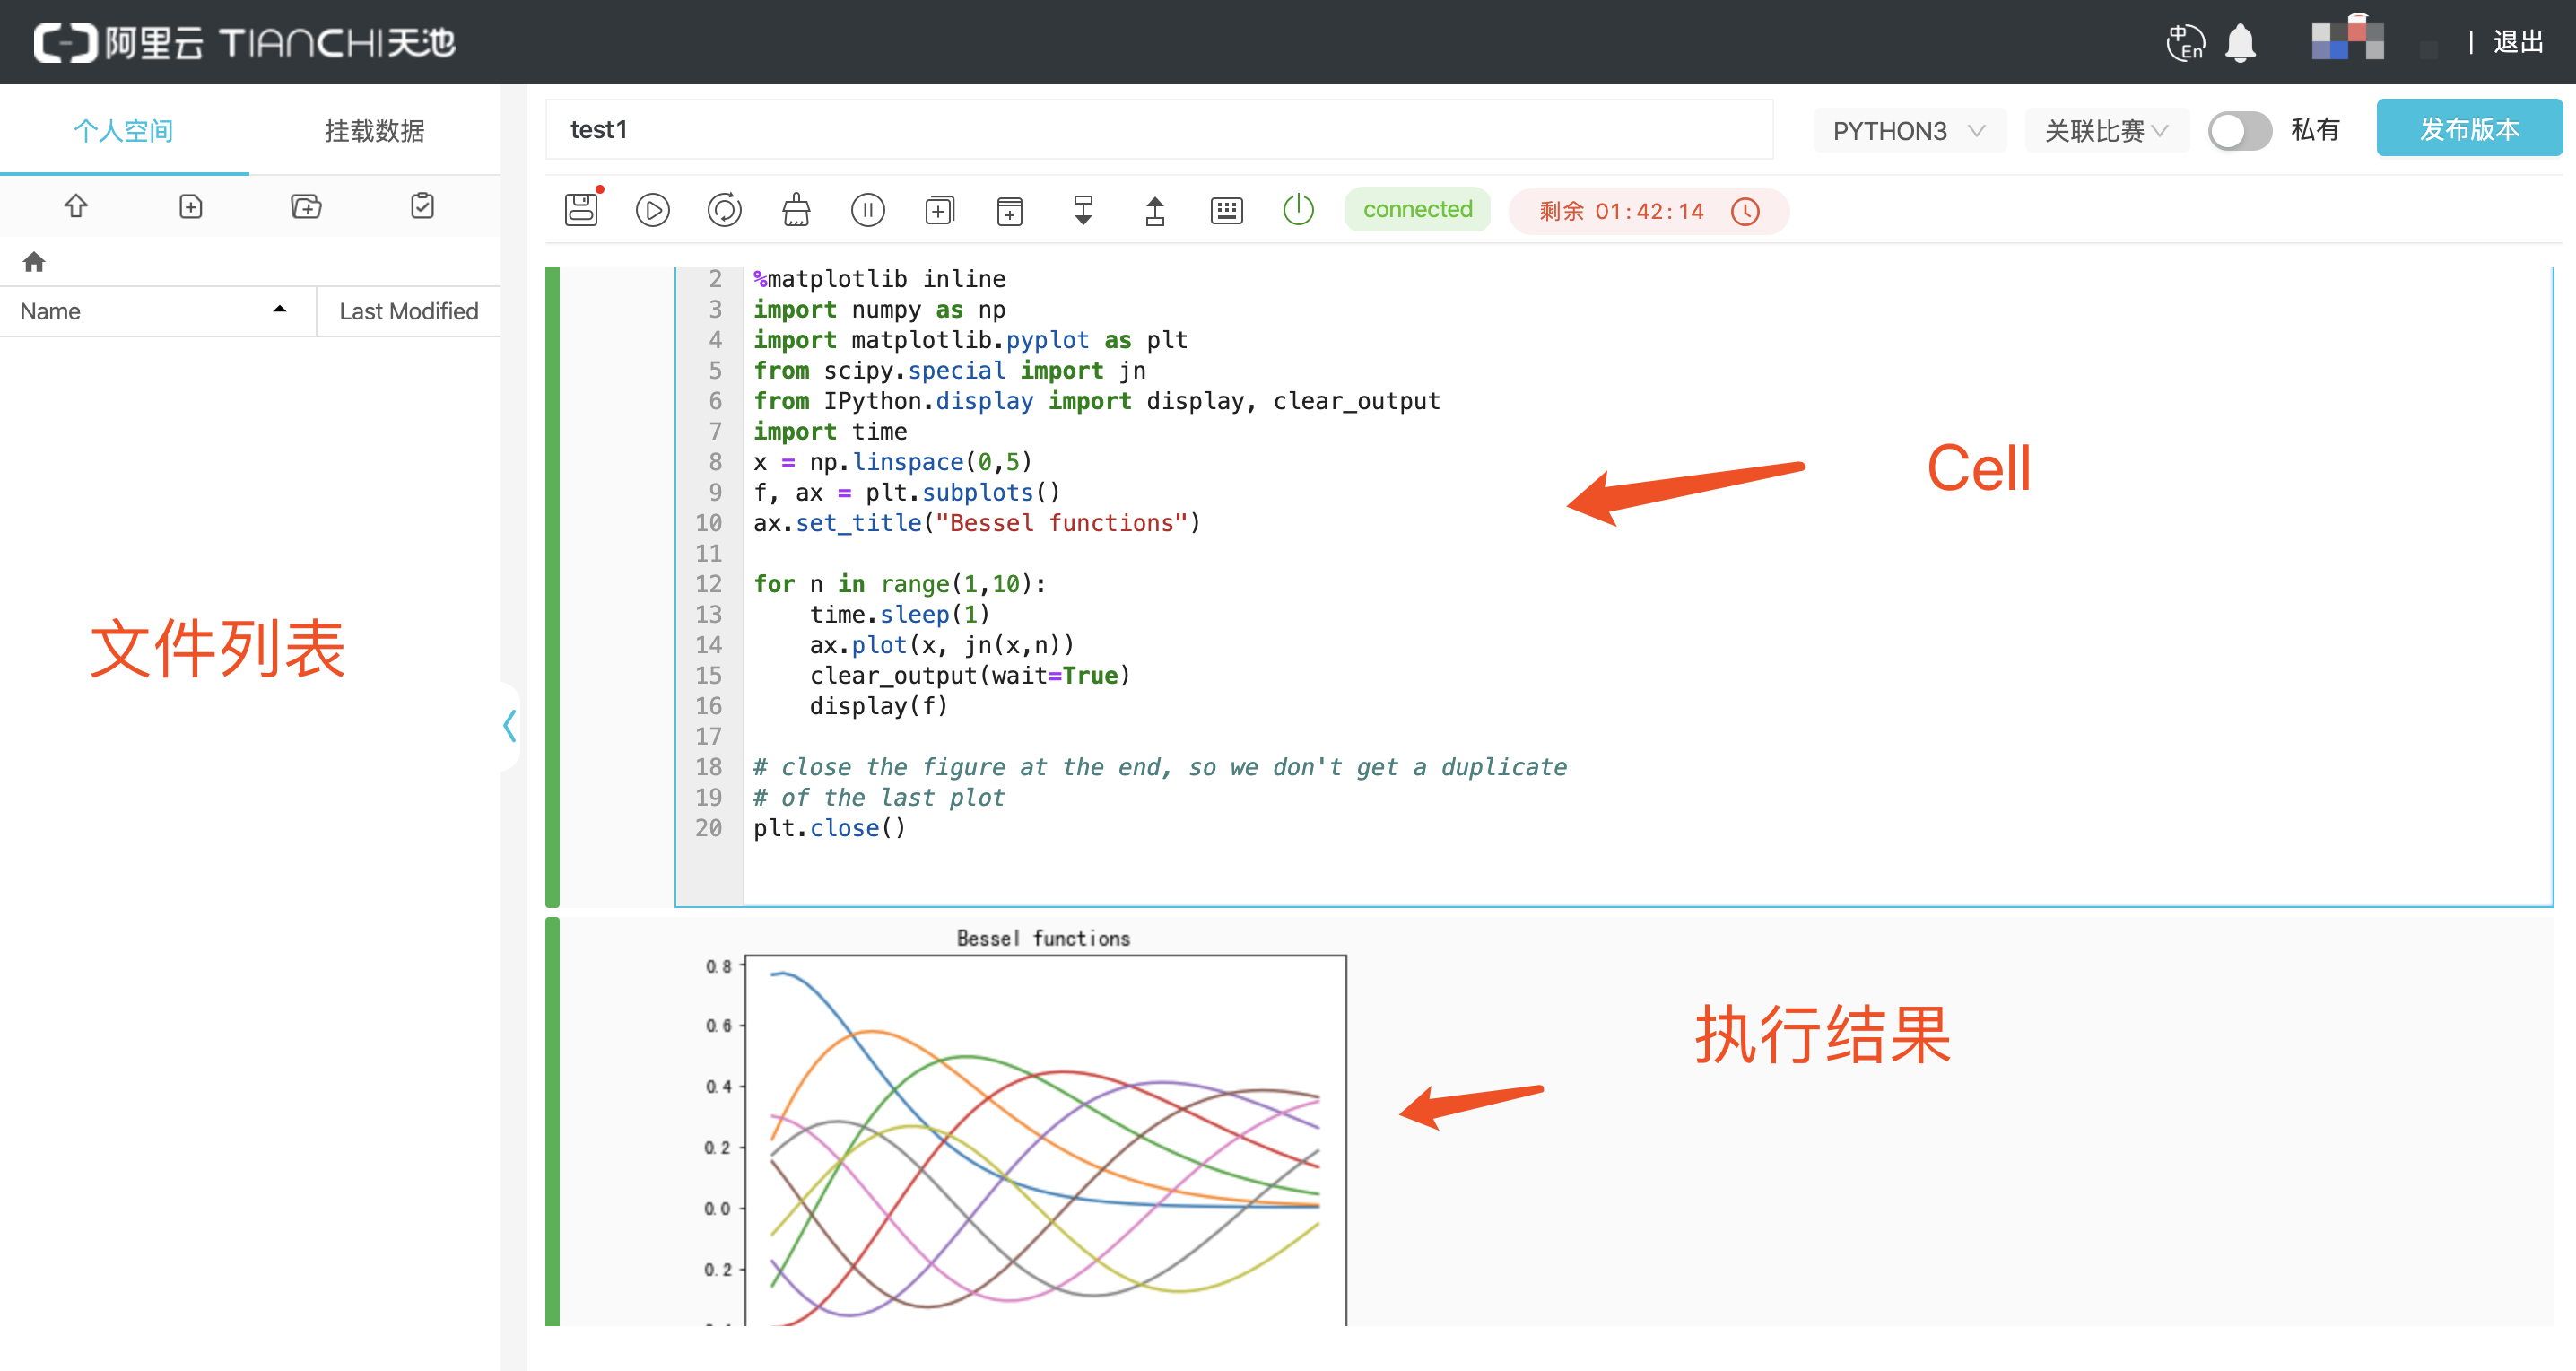 阿里云 TIANCHI天池
中 En
| 退出
个人空间 挂载数据
test1
PYTHON3 关联比赛 私有 发布版本
connected 剩余 01:42:14
Name Last Modified
2 %matplotlib inline
3 import numpy as np
4 import matplotlib.pyplot as plt
5 from scipy.special import jn
6 from IPython.display import display, clear_output
7 import time
8 x = np.linspace(0,5)
9 f, ax = plt.subplots()
10 ax.set_title("Bessel functions")
11
12 for n in range(1,10):
13     time.sleep(1)
14     ax.plot(x, jn(x,n))
15     clear_output(wait=True)
16     display(f)
17
18 # close the figure at the end, so we don't get a duplicate
19 # of the last plot
20 plt.close()
Cell
文件列表
Bessel functions
0.8
0.6
0.4
0.2
0.0
0.2
执行结果